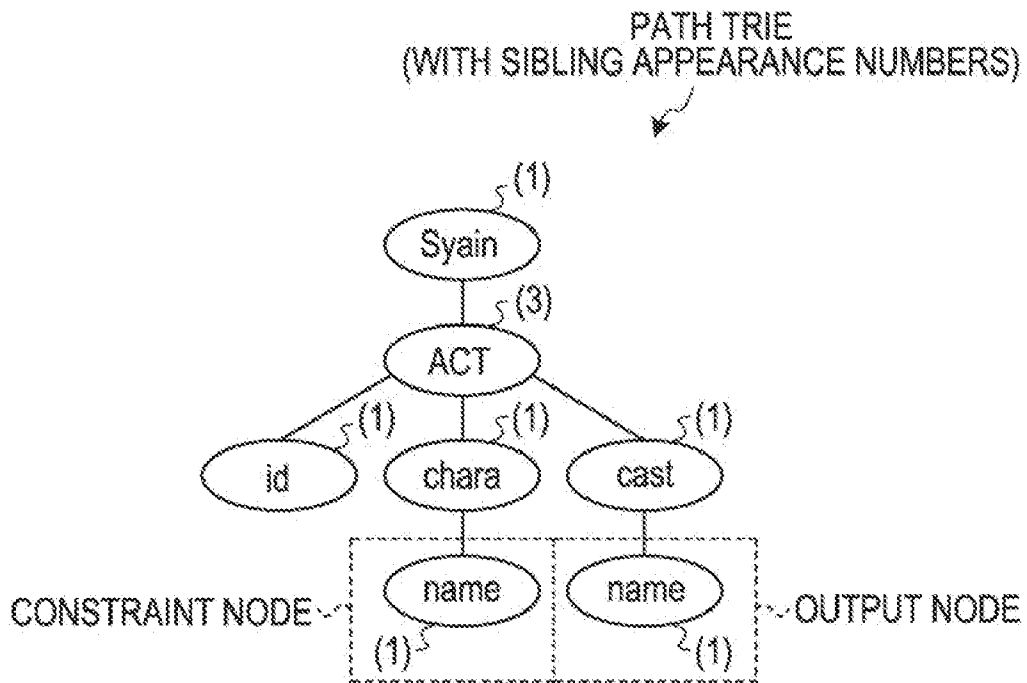 PATH TRIE
(WITH SIBLING APPEARANCE NUMBERS)
(1)
Syain
(3)
ACT
(1) (1) (1)
id chara cast
CONSTRAINT NODE name name OUTPUT NODE
(1) (1)